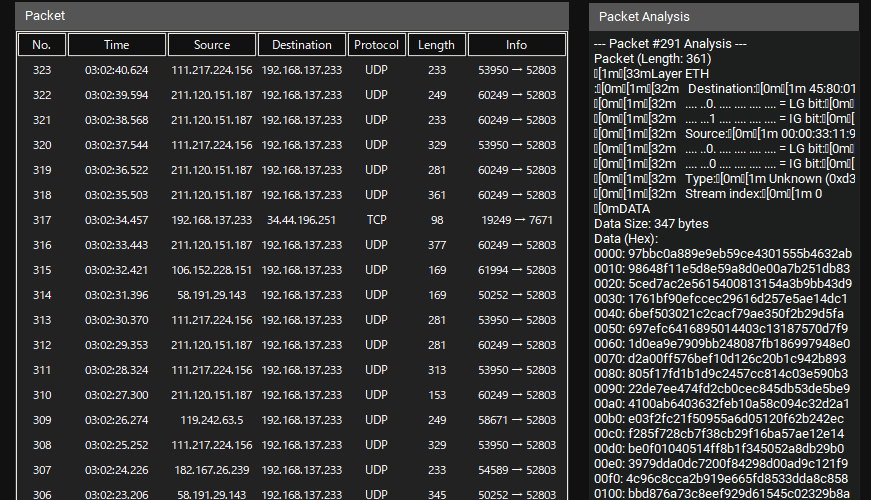 Packet
No. Time Source Destination Protocol Length Info
323 03:02:40.624 111.217.224.156 192.168.137.233 UDP 233 53950 → 52803
322 03:02:39.594 211.120.151.187 192.168.137.233 UDP 249 60249 → 52803
321 03:02:38.568 211.120.151.187 192.168.137.233 UDP 233 60249 → 52803
320 03:02:37.544 111.217.224.156 192.168.137.233 UDP 329 53950 → 52803
319 03:02:36.522 211.120.151.187 192.168.137.233 UDP 281 60249 → 52803
318 03:02:35.503 211.120.151.187 192.168.137.233 UDP 361 60249 → 52803
317 03:02:34.457 192.168.137.233 34.44.196.251 TCP 98 19249 → 7671
316 03:02:33.443 211.120.151.187 192.168.137.233 UDP 377 60249 → 52803
315 03:02:32.421 106.152.228.151 192.168.137.233 UDP 169 61994 → 52803
314 03:02:31.396 58.191.29.143 192.168.137.233 UDP 169 50252 → 52803
313 03:02:30.370 111.217.224.156 192.168.137.233 UDP 281 53950 → 52803
312 03:02:29.353 211.120.151.187 192.168.137.233 UDP 281 60249 → 52803
311 03:02:28.324 111.217.224.156 192.168.137.233 UDP 313 53950 → 52803
310 03:02:27.300 211.120.151.187 192.168.137.233 UDP 153 60249 → 52803
309 03:02:26.274 119.242.63.5 192.168.137.233 UDP 249 58671 → 52803
308 03:02:25.252 111.217.224.156 192.168.137.233 UDP 329 53950 → 52803
307 03:02:24.226 182.167.26.239 192.168.137.233 UDP 233 54589 → 52803
306 03:02:23.206 58.191.29.143 192.168.137.233 UDP 345 50252 → 52803
Packet Analysis
--- Packet #291 Analysis ---
Packet (Length: 361)
[1m[33mLayer ETH
:[0m[1m[32m Destination:[0m[1m 45:80:01
[0m[1m[32m .... ..0. .... .... .... .... = LG bit:[0m
[0m[1m[32m .... ...1 .... .... .... .... = IG bit:[0m[
[0m[1m[32m Source:[0m[1m 00:00:33:11:9
[0m[1m[32m .... ..0. .... .... .... .... = LG bit:[0m
[0m[1m[32m .... ...0 .... .... .... .... = IG bit:[0m[
[0m[1m[32m Type:[0m[1m Unknown (0xd3
[0m[1m[32m Stream index:[0m[1m 0
[0mDATA
Data Size: 347 bytes
Data (Hex):
0000: 97bbc0a889e9eb59ce4301555b4632ab
0010: 98648f11e5d8e59a8d0e00a7b251db83
0020: 5ced7ac2e5615400813154a3b9bb43d9
0030: 1761bf90efccec29616d257e5ae14dc1
0040: 6bef503021c2cacf79ae350f2b29d5fa
0050: 697efc6416895014403c13187570d7f9
0060: 1d0ea9e7909bb248087fb186997948e0
0070: d2a00ff576bef10d126c20b1c942b893
0080: 805f17fd1b1d9c2457cc814c03e590b3
0090: 22de7ee474fd2cb0cec845db53de5be9
00a0: 4100ab6403632feb10a58c094c32d2a1
00b0: e03f2fc21f50955a6d05120f62b242ec
00c0: f285f728cb7f38cb29f16ba57ae12e14
00d0: be0f01040514ff8b1f345052a8db29b0
00e0: 3979dda0dc7200f84298d00ad9c121f9
00f0: 4c96c8cca2b919e665fd8533dda8c858
0100: bbd876a73c8eef929d61545c02329b8a